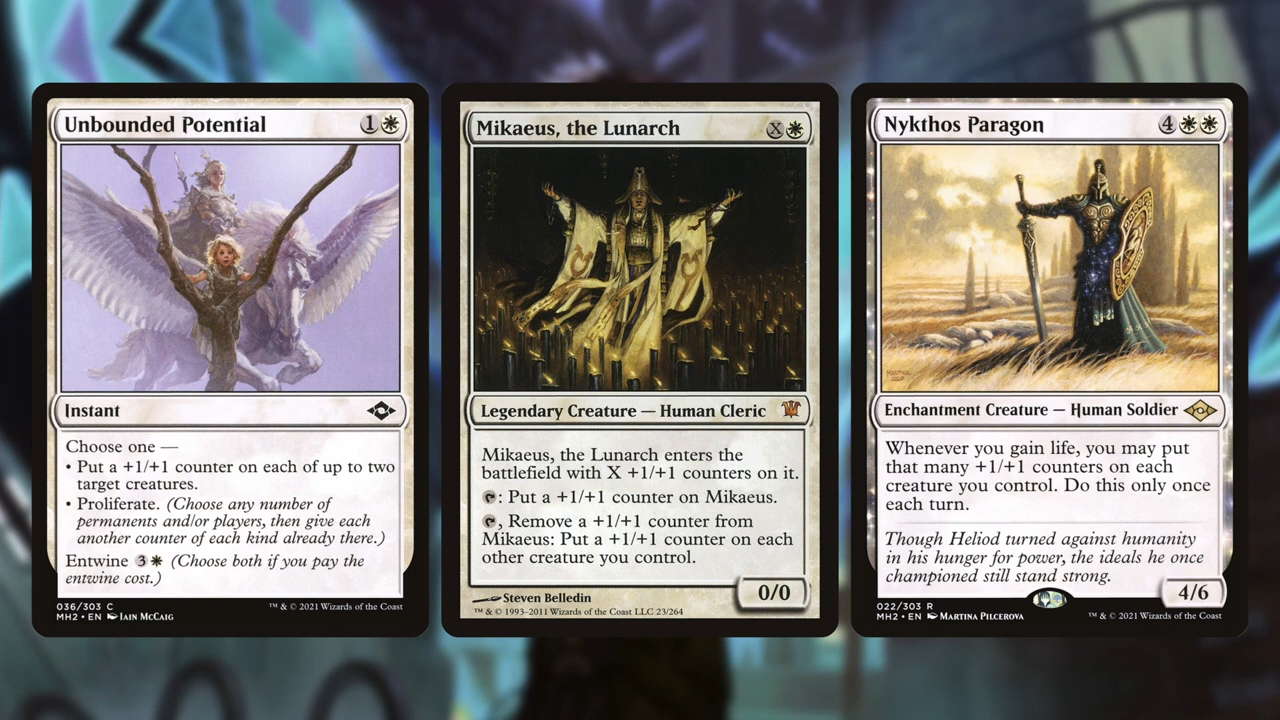 Unbounded Potential 1
Instant
Choose one —
• Put a +1/+1 counter on each of up to two
target creatures.
• Proliferate. (Choose any number of
permanents and/or players, then give each
another counter of each kind already there.)
Entwine 3 (Choose both if you pay the
entwine cost.)
036/303 C
MH2 • EN Iain McCaig
™ & © 2021 Wizards of the Coast
Mikaeus, the Lunarch X
Legendary Creature — Human Cleric
Mikaeus, the Lunarch enters the
battlefield with X +1/+1 counters on it.
: Put a +1/+1 counter on Mikaeus.
, Remove a +1/+1 counter from
Mikaeus: Put a +1/+1 counter on each
other creature you control.
0/0
Steven Belledin
™ & © 1993–2011 Wizards of the Coast LLC 23/264
Nykthos Paragon 4
Enchantment Creature — Human Soldier
Whenever you gain life, you may put
that many +1/+1 counters on each
creature you control. Do this only once
each turn.
Though Heliod turned against humanity
in his hunger for power, the ideals he once
championed still stand strong.
4/6
022/303 R
MH2 • EN Martina Pilcerova
™ & © 2021 Wizards of the Coast